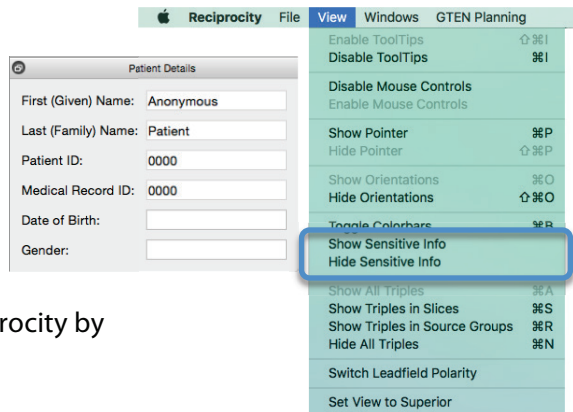 Reciprocity File View Windows GTEN Planning
Patient Details
First (Given) Name: Anonymous
Last (Family) Name: Patient
Patient ID: 0000
Medical Record ID: 0000
Date of Birth:
Gender:
rocity by
Enable ToolTips ⇧⌘I
Disable ToolTips ⌘I
Disable Mouse Controls
Enable Mouse Controls
Show Pointer ⌘P
Hide Pointer ⇧⌘P
Show Orientations ⌘O
Hide Orientations ⇧⌘O
Toggle Colorbars ⌘B
Show Sensitive Info
Hide Sensitive Info
Show All Triples ⌘A
Show Triples in Slices ⌘S
Show Triples in Source Groups ⌘R
Hide All Triples ⌘N
Switch Leadfield Polarity
Set View to Superior